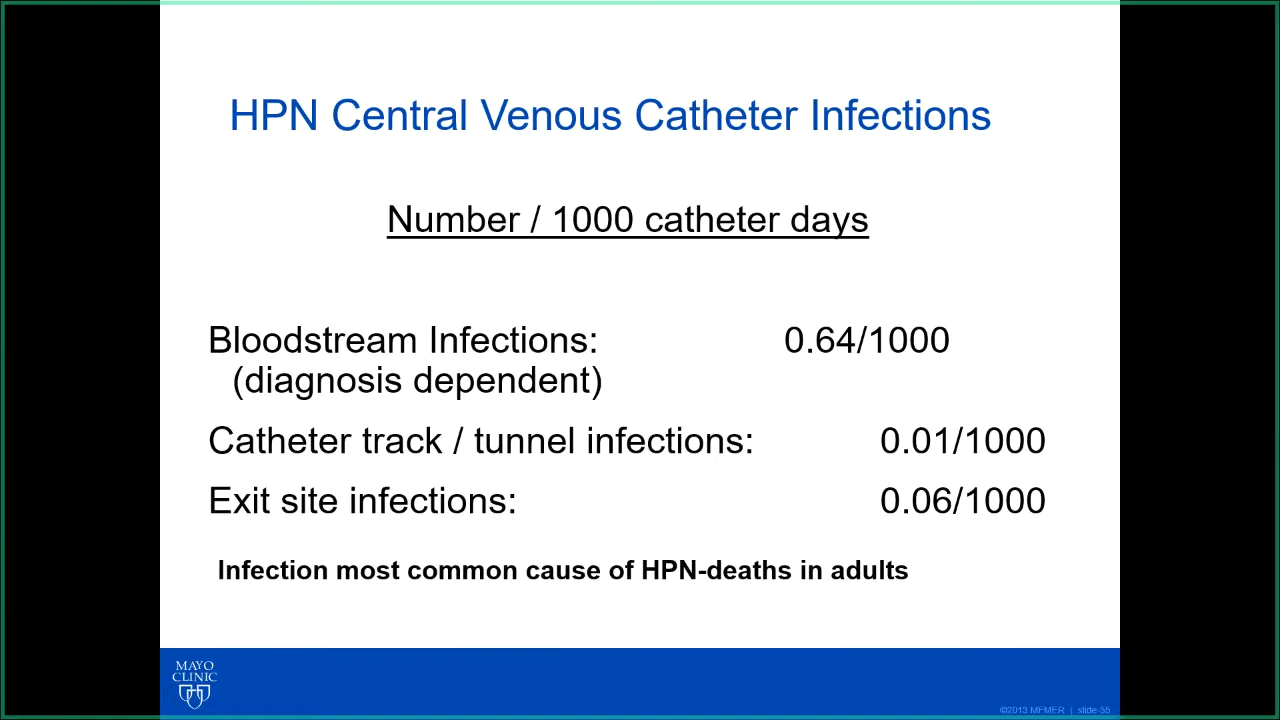 HPN Central Venous Catheter Infections
Number / 1000 catheter days
Bloodstream Infections: 0.64/1000
(diagnosis dependent)
Catheter track / tunnel infections: 0.01/1000
Exit site infections: 0.06/1000
Infection most common cause of HPN-deaths in adults
MAYO
CLINIC
©2013 MFMER | slide-55